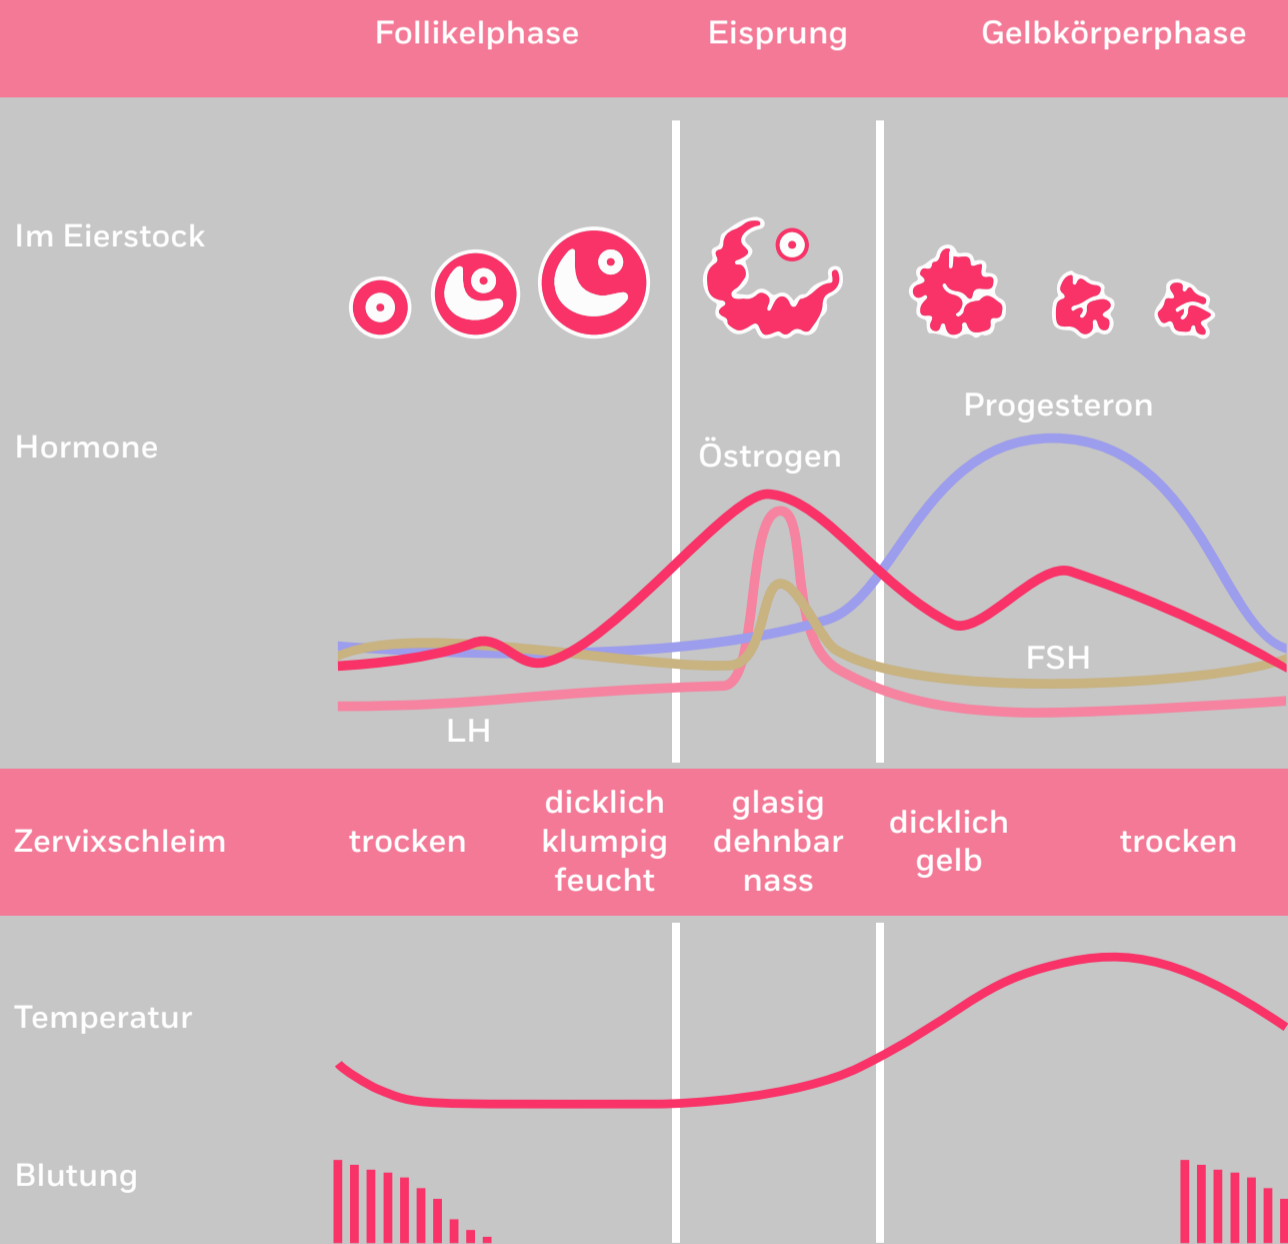 Follikelphase
Eisprung
Gelbkörperphase
Im Eierstock
Hormone
Progesteron
Östrogen
FSH
LH
Zervixschleim
trocken
dicklich
klumpig
feucht
glasig
dehnbar
nass
dicklich
gelb
trocken
Temperatur
Blutung